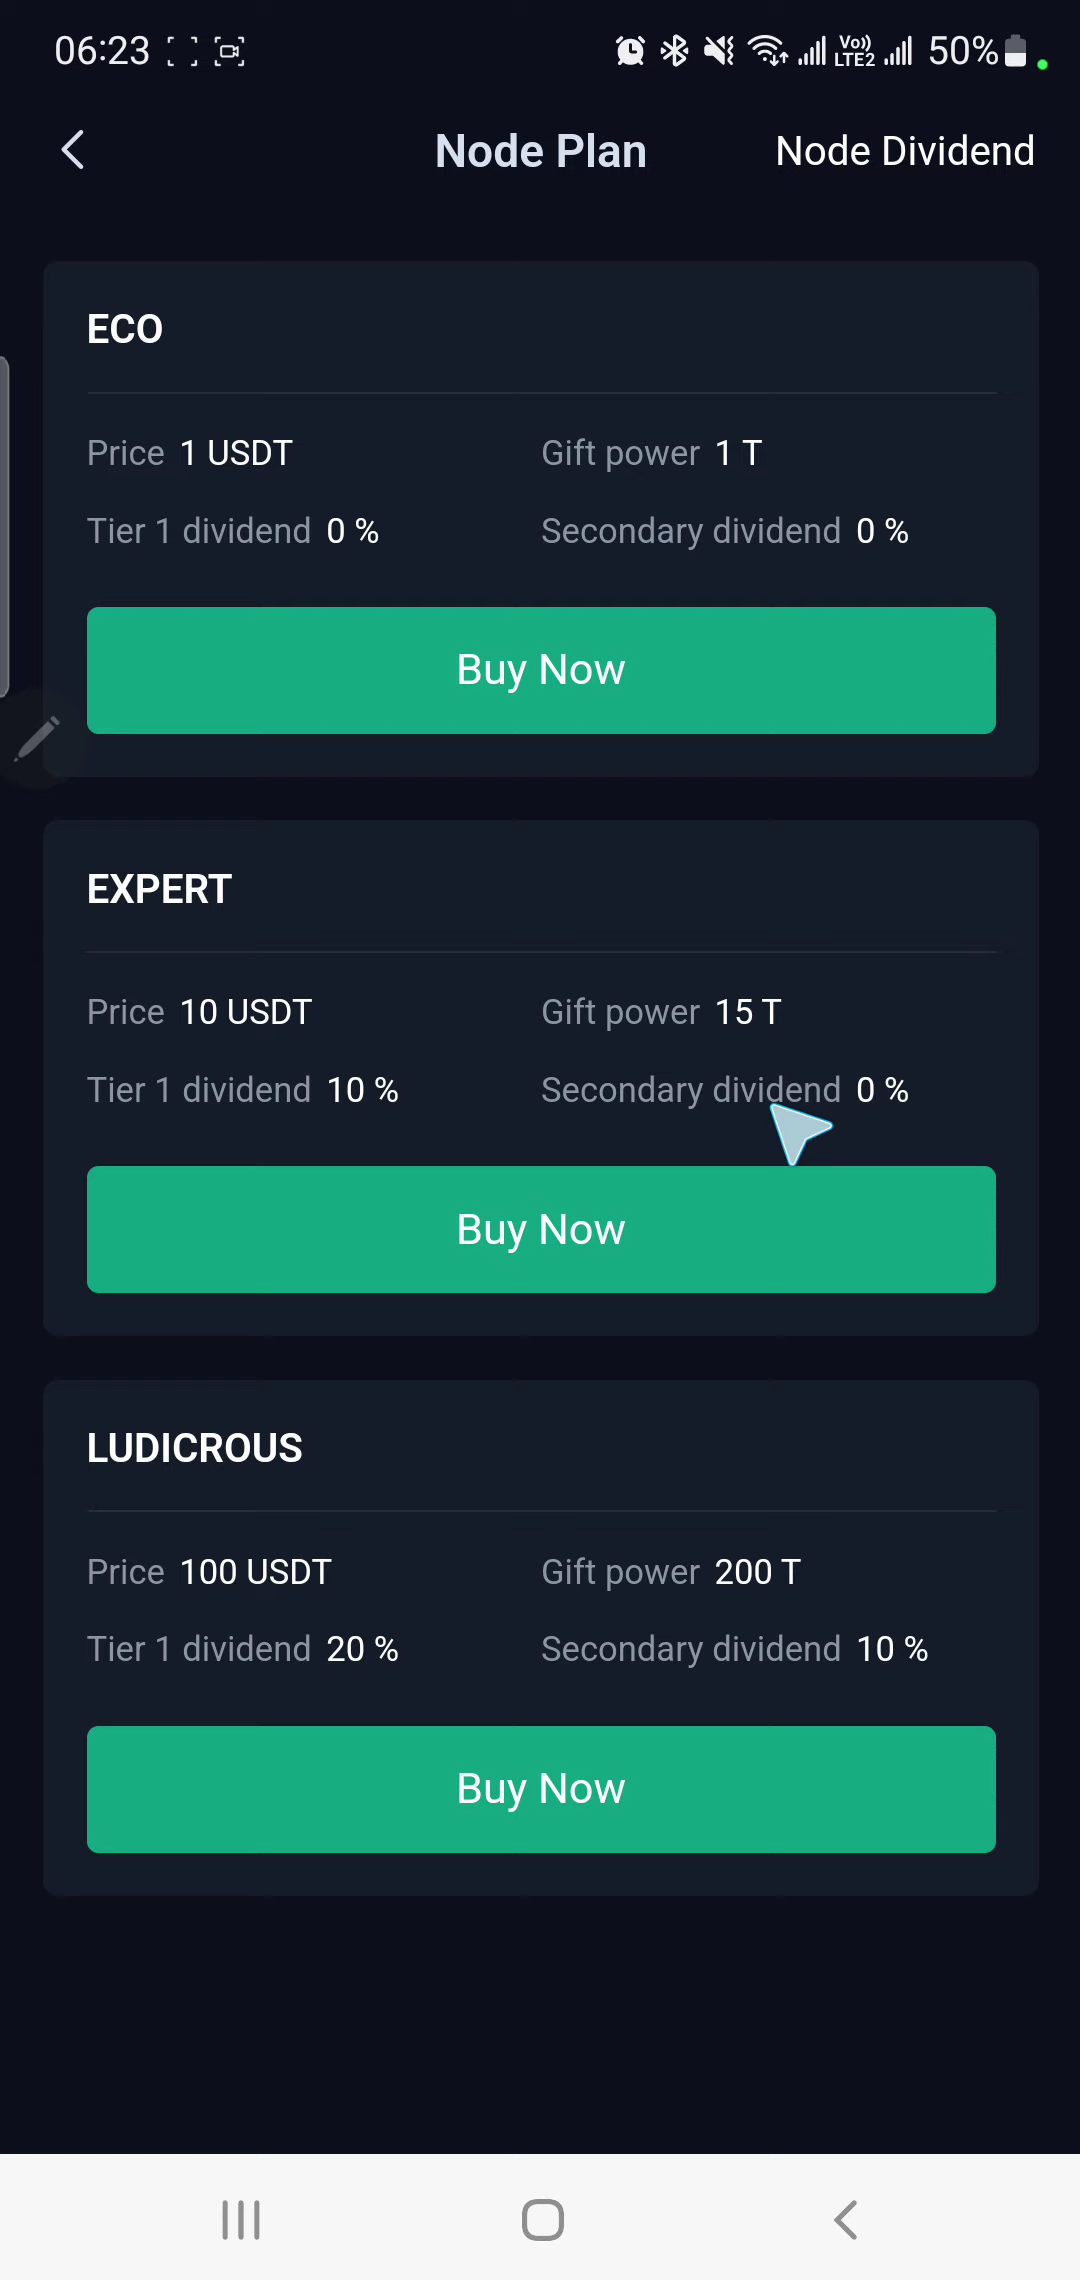 06:23 Vo)) LTE2 50%
Node Plan Node Dividend
ECO
Price 1 USDT Gift power 1 T
Tier 1 dividend 0 % Secondary dividend 0 %
Buy Now
EXPERT
Price 10 USDT Gift power 15 T
Tier 1 dividend 10 % Secondary dividend 0 %
Buy Now
LUDICROUS
Price 100 USDT Gift power 200 T
Tier 1 dividend 20 % Secondary dividend 10 %
Buy Now